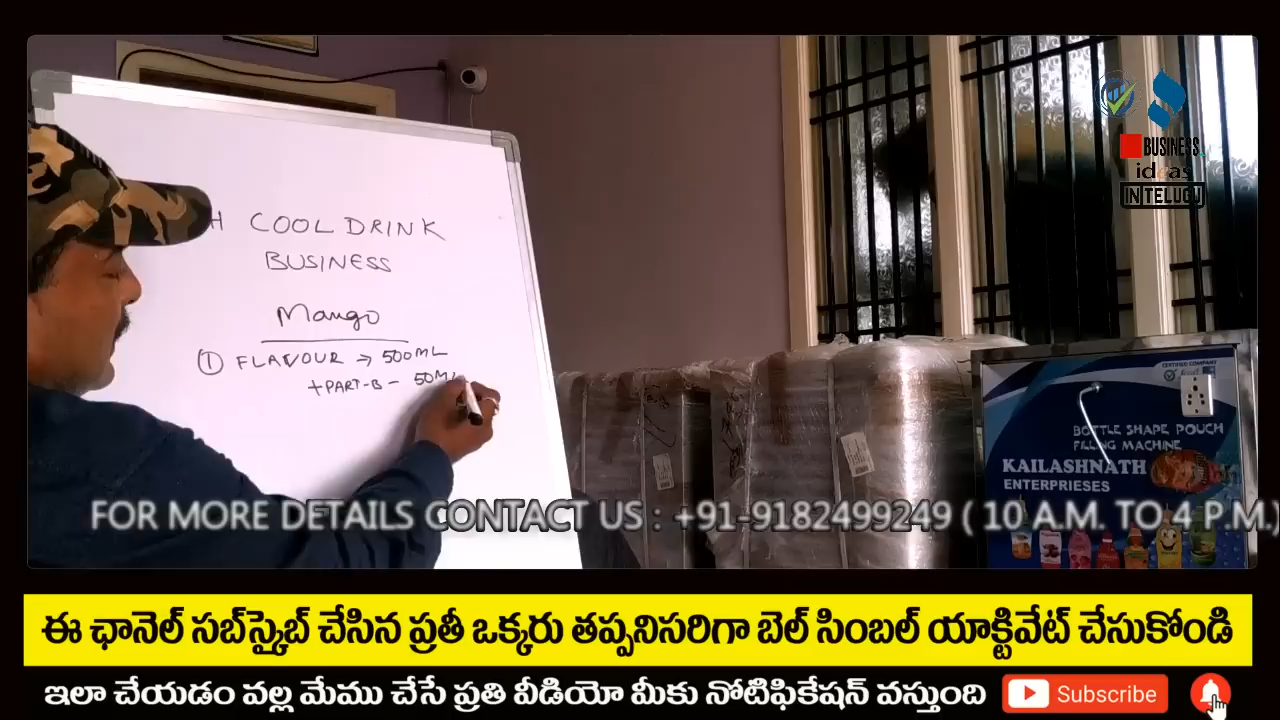 H COOL DRINK
BUSINESS
Mango
① FLAVOUR → 500ML
+PART-B - 50ML
BUSINESS
ideas
IN TELUGU
CERTIFIED COMPANY
BOTTLE SHAPE POUCH
FILLING MACHINE
KAILASHNATH
ENTERPRIESES
FOR MORE DETAILS CONTACT US : +91-9182499249 ( 10 A.M. TO 4 P.M.)
ఈ ఛానెల్ సబ్‌స్క్రైబ్ చేసిన ప్రతీ ఒక్కరు తప్పనిసరిగా బెల్ సింబల్ యాక్టివేట్ చేసుకోండి
ఇలా చేయడం వల్ల మేము చేసే ప్రతి వీడియో మీకు నోటిఫికేషన్ వస్తుంది
Subscribe